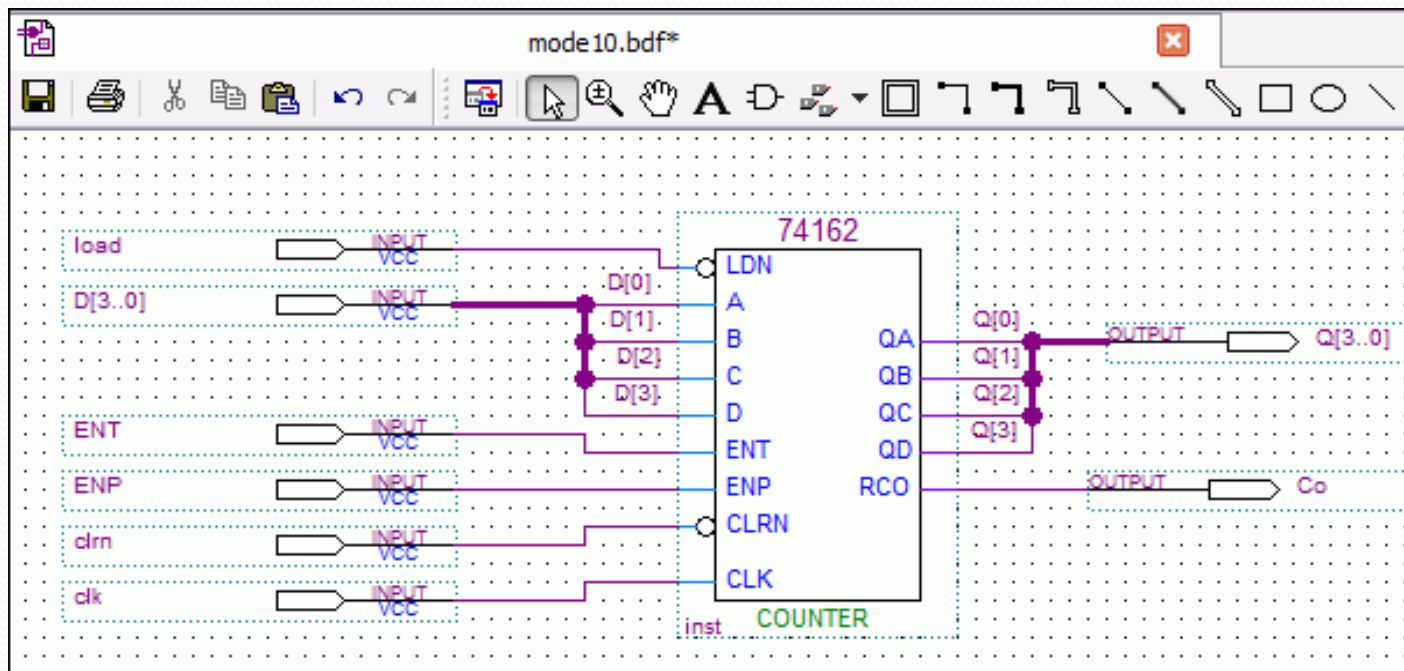 mode10.bdf*
74162
load INPUT VCC LDN
D[3..0] INPUT VCC D[0] A
D[1] B QA Q[0] OUTPUT Q[3..0]
D[2] C QB Q[1]
D[3] D QC Q[2]
ENT INPUT VCC ENT QD Q[3]
ENP INPUT VCC ENP RCO OUTPUT Co
clrn INPUT VCC CLRN
clk INPUT VCC CLK
inst COUNTER